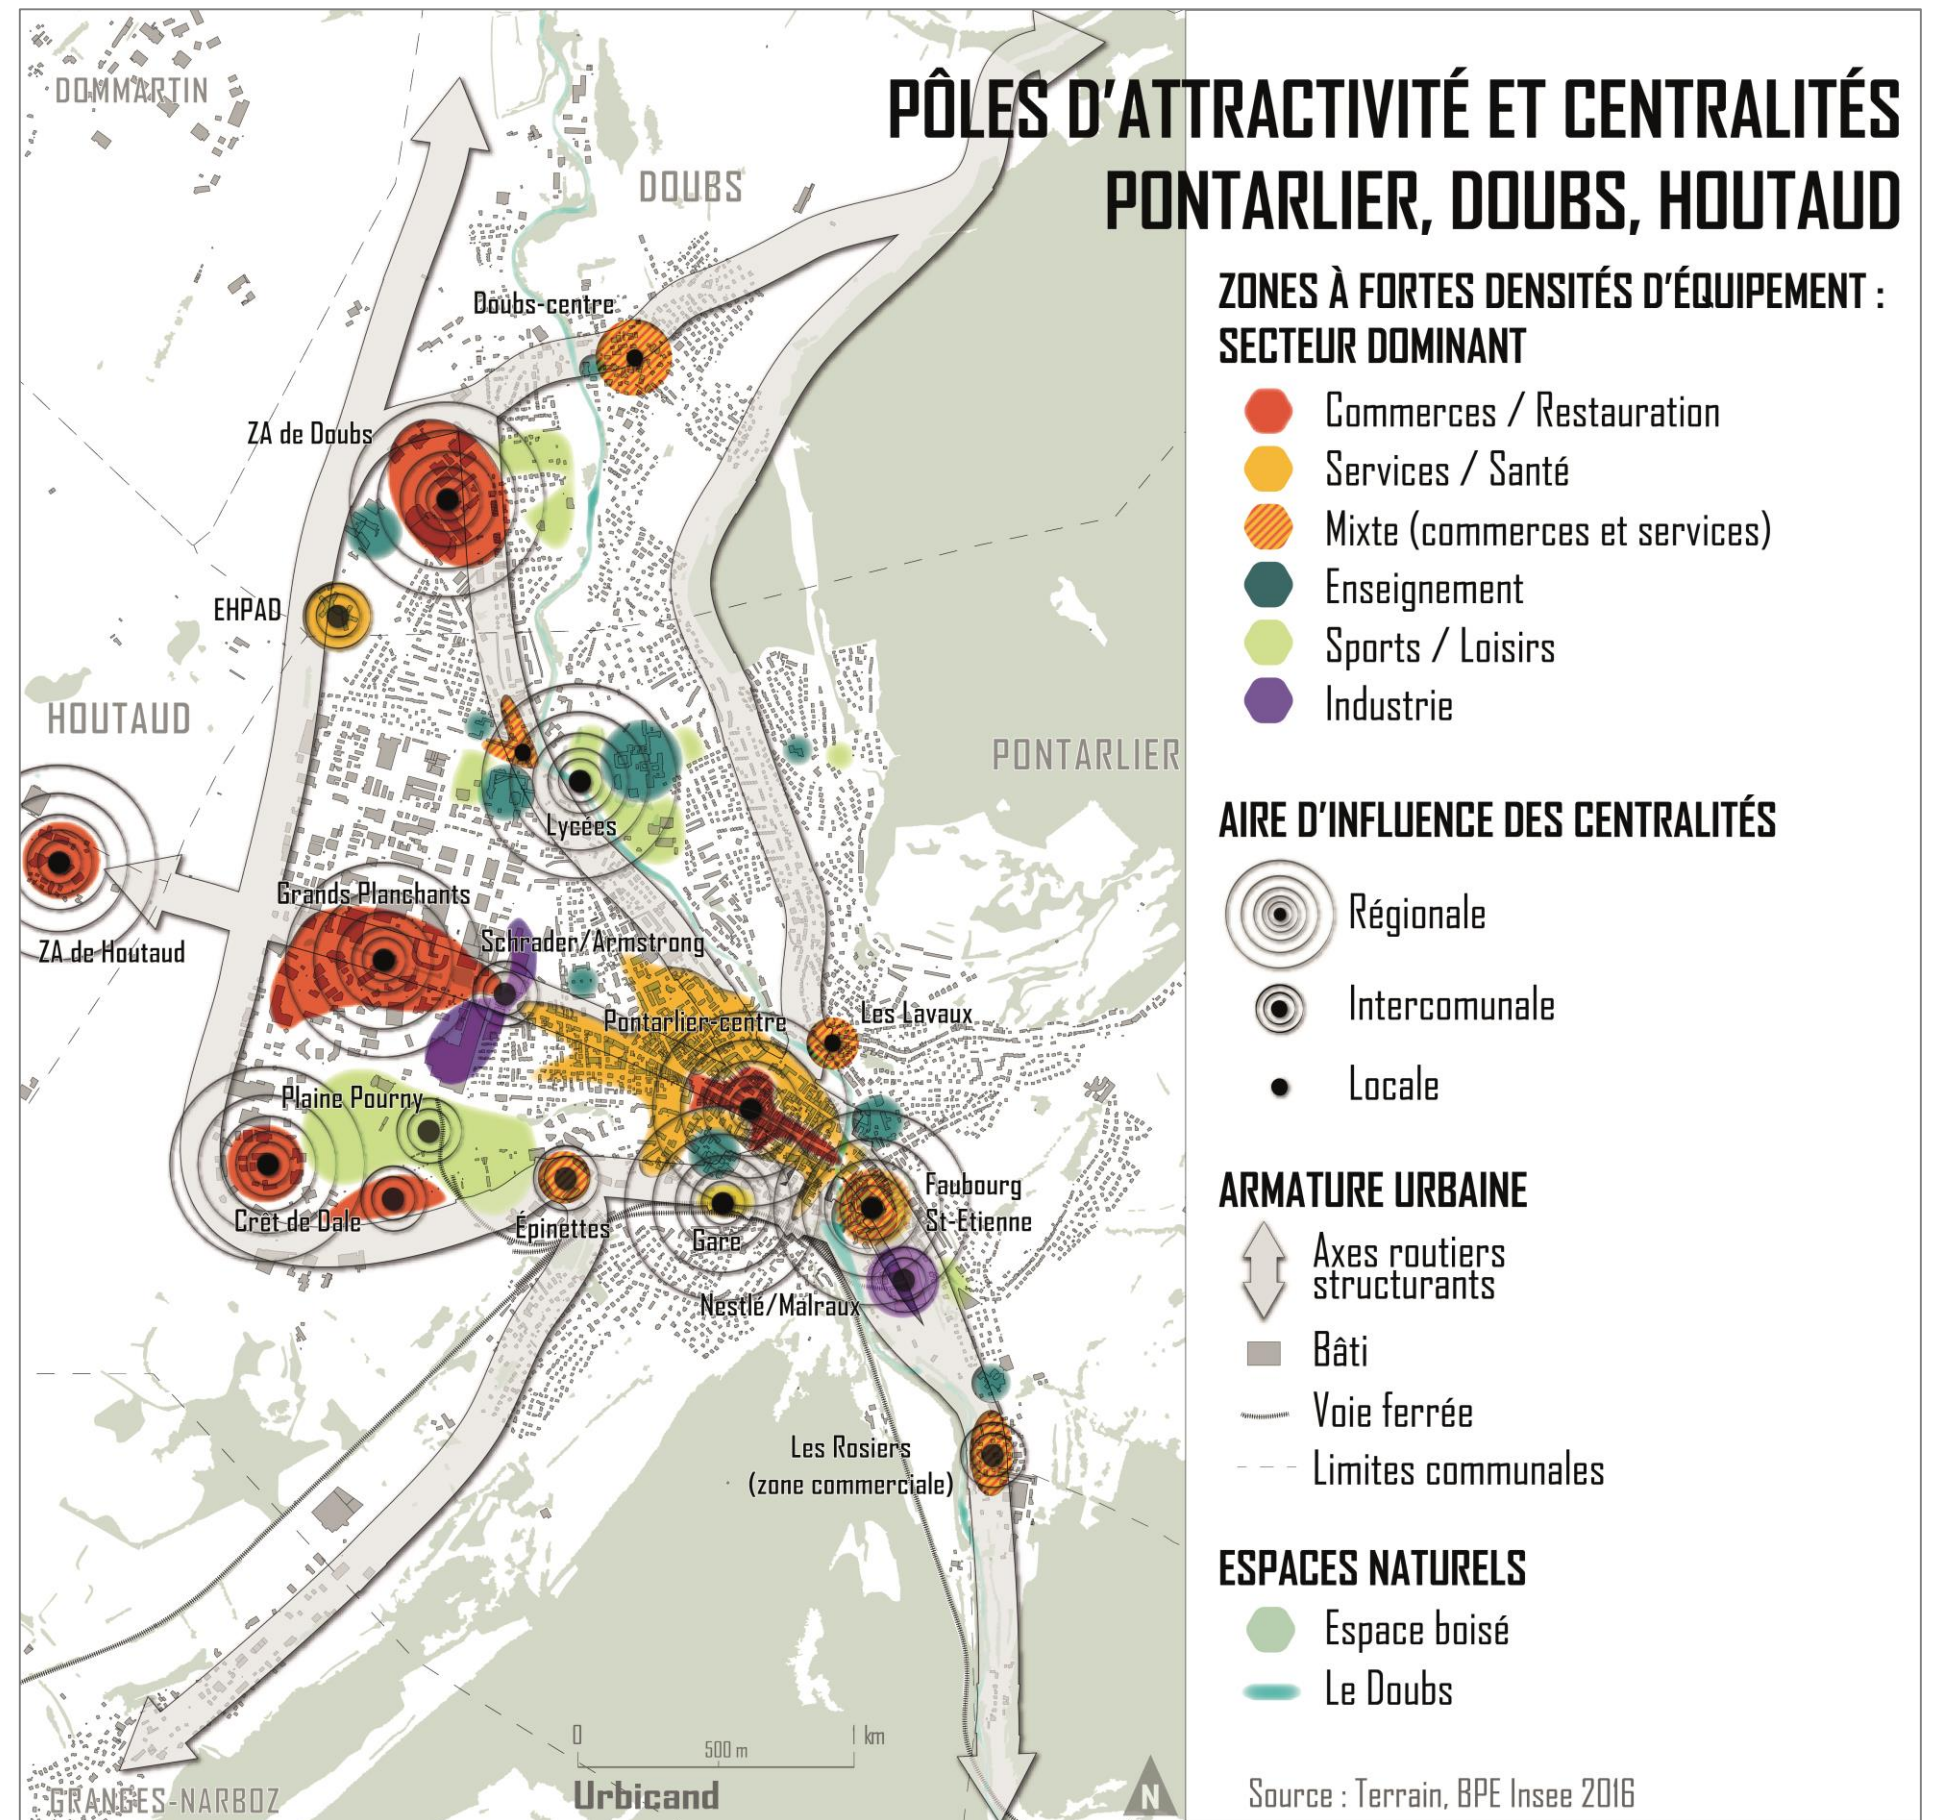 PÔLES D'ATTRACTIVITÉ ET CENTRALITÉS
PONTARLIER, DOUBS, HOUTAUD
DOMMARTIN
DOUBS
Doubs-centre
ZA de Doubs
EHPAD
HOUTAUD
PONTARLIER
Lycées
Grands Planchants
ZA de Houtaud
Schrader/Armstrong
Pontarlier-centre
Les Lavaux
Plaine Pourny
Crêt de Dale
Épinettes
Gare
Faubourg
St-Etienne
Nestlé/Malraux
Les Rosiers
(zone commerciale)
GRANGES-NARBOZ
0
500 m
1 km
Urbicand
N
ZONES À FORTES DENSITÉS D'ÉQUIPEMENT :
SECTEUR DOMINANT
Commerces / Restauration
Services / Santé
Mixte (commerces et services)
Enseignement
Sports / Loisirs
Industrie
AIRE D'INFLUENCE DES CENTRALITÉS
Régionale
Intercomunale
Locale
ARMATURE URBAINE
Axes routiers
structurants
Bâti
Voie ferrée
Limites communales
ESPACES NATURELS
Espace boisé
Le Doubs
Source : Terrain, BPE Insee 2016